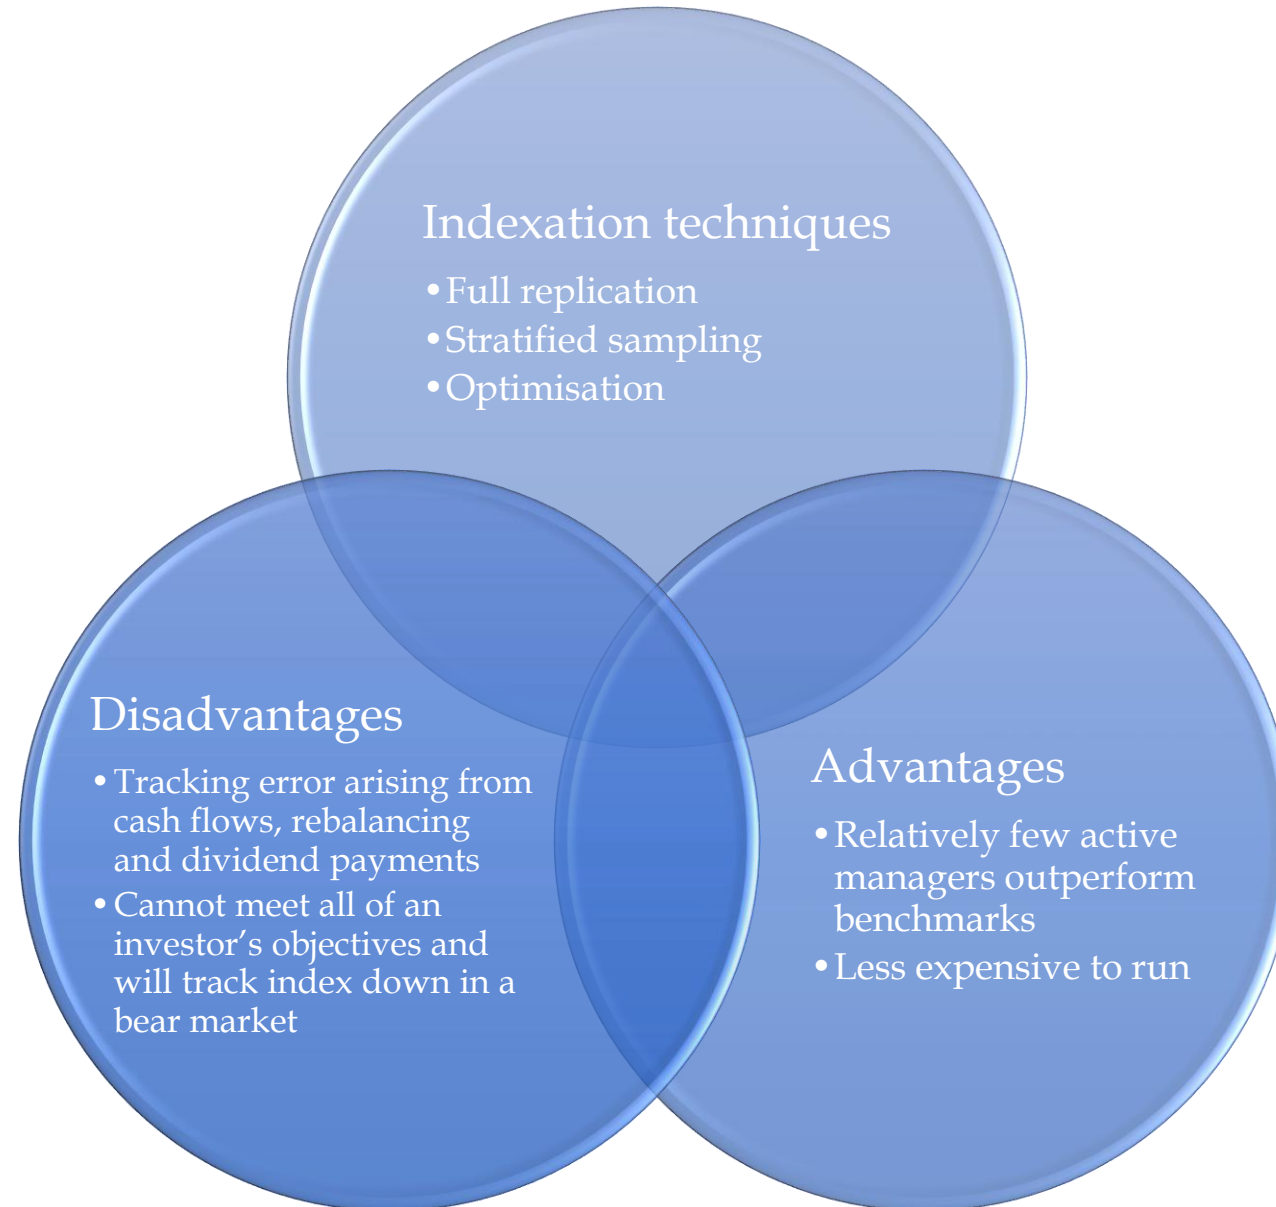 Indexation techniques
•Full replication
•Stratified sampling
•Optimisation
Disadvantages
•Tracking error arising from
cash flows, rebalancing
and dividend payments
•Cannot meet all of an
investor’s objectives and
will track index down in a
bear market
Advantages
•Relatively few active
managers outperform
benchmarks
•Less expensive to run